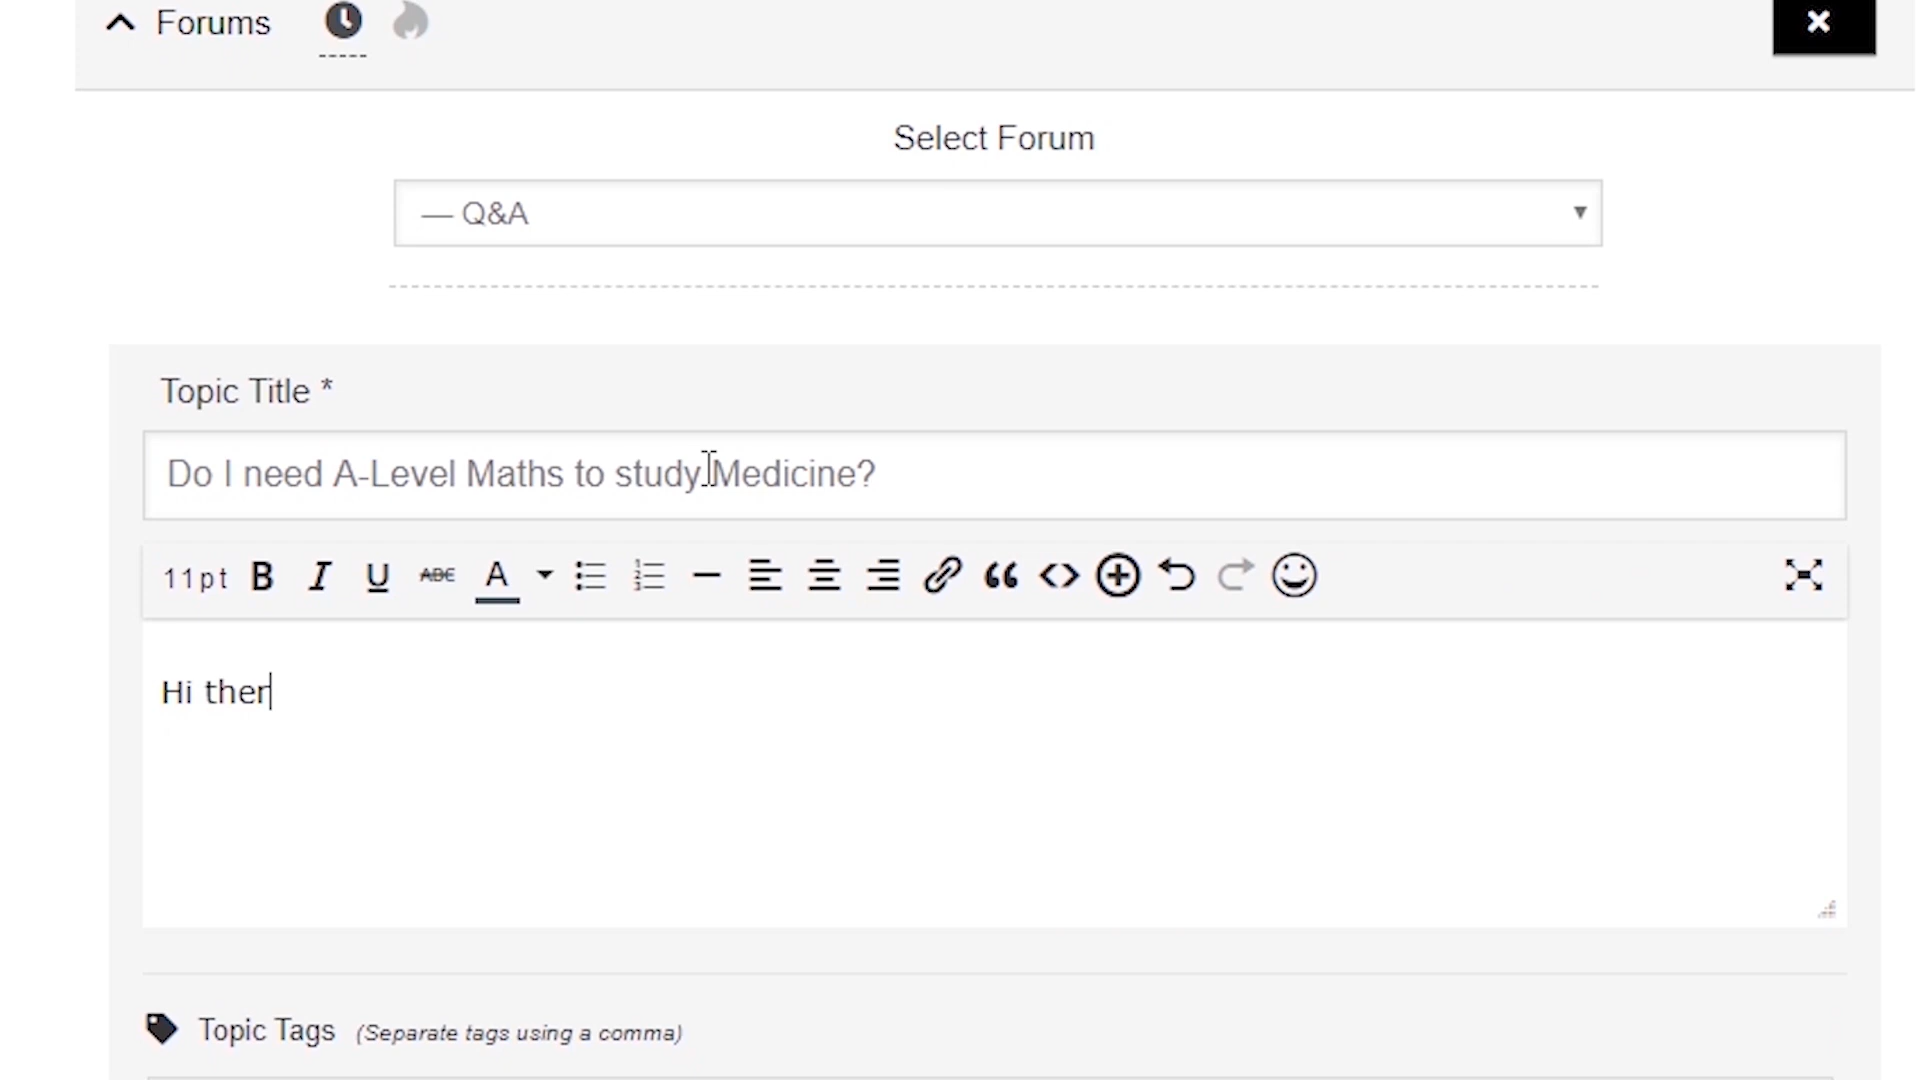 Forums
Select Forum
— Q&A
Topic Title *
Do I need A-Level Maths to study Medicine?
11pt B I U ABC A
Hi ther
Topic Tags (Separate tags using a comma)